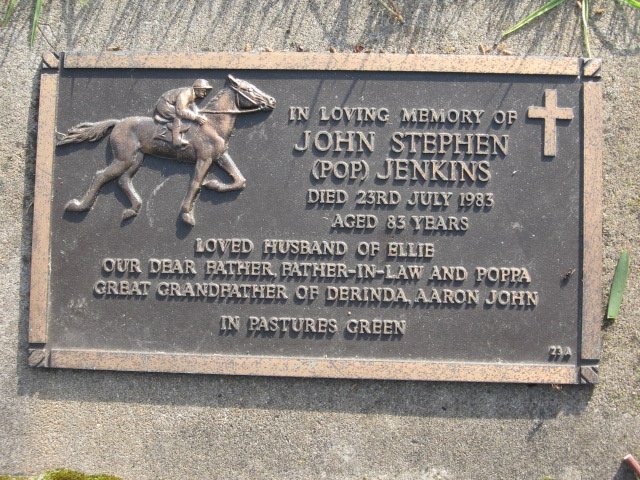 IN LOVING MEMORY OF
JOHN STEPHEN
(POP) JENKINS
DIED 23RD JULY 1983
AGED 83 YEARS
LOVED HUSBAND OF ELLIE
OUR DEAR FATHER, FATHER-IN-LAW AND POPPA
GREAT GRANDFATHER OF DERINDA, AARON JOHN
IN PASTURES GREEN